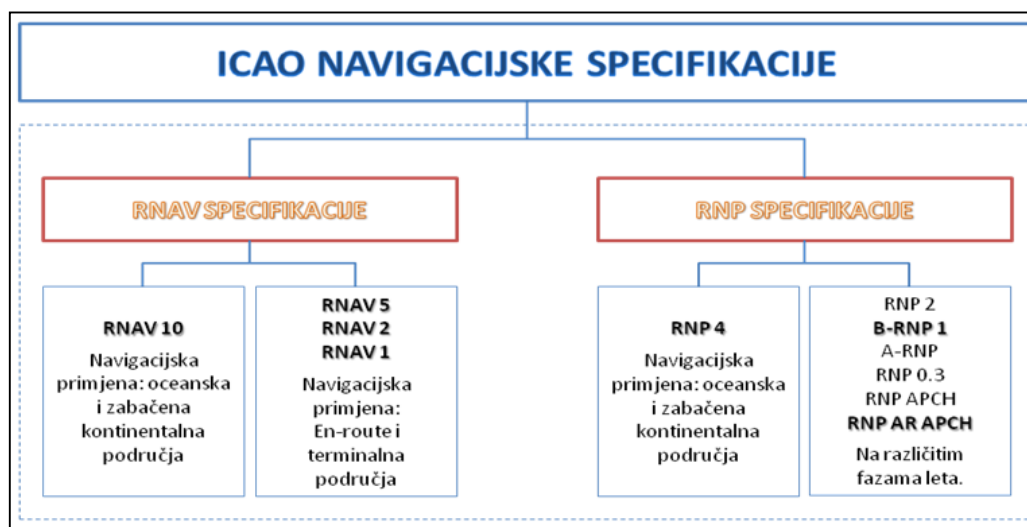 ICAO NAVIGACIJSKE SPECIFIKACIJE
RNAV SPECIFIKACIJE
RNP SPECIFIKACIJE
RNAV 10
Navigacijska
primjena: oceanska
i zabačena
kontinentalna
područja
RNAV 5
RNAV 2
RNAV 1
Navigacijska
primjena:
En-route i
terminalna
područja
RNP 4
Navigacijska
primjena: oceanska
i zabačena
kontinentalna
područja
RNP 2
B-RNP 1
A-RNP
RNP 0.3
RNP APCH
RNP AR APCH
Na različitim
fazama leta.